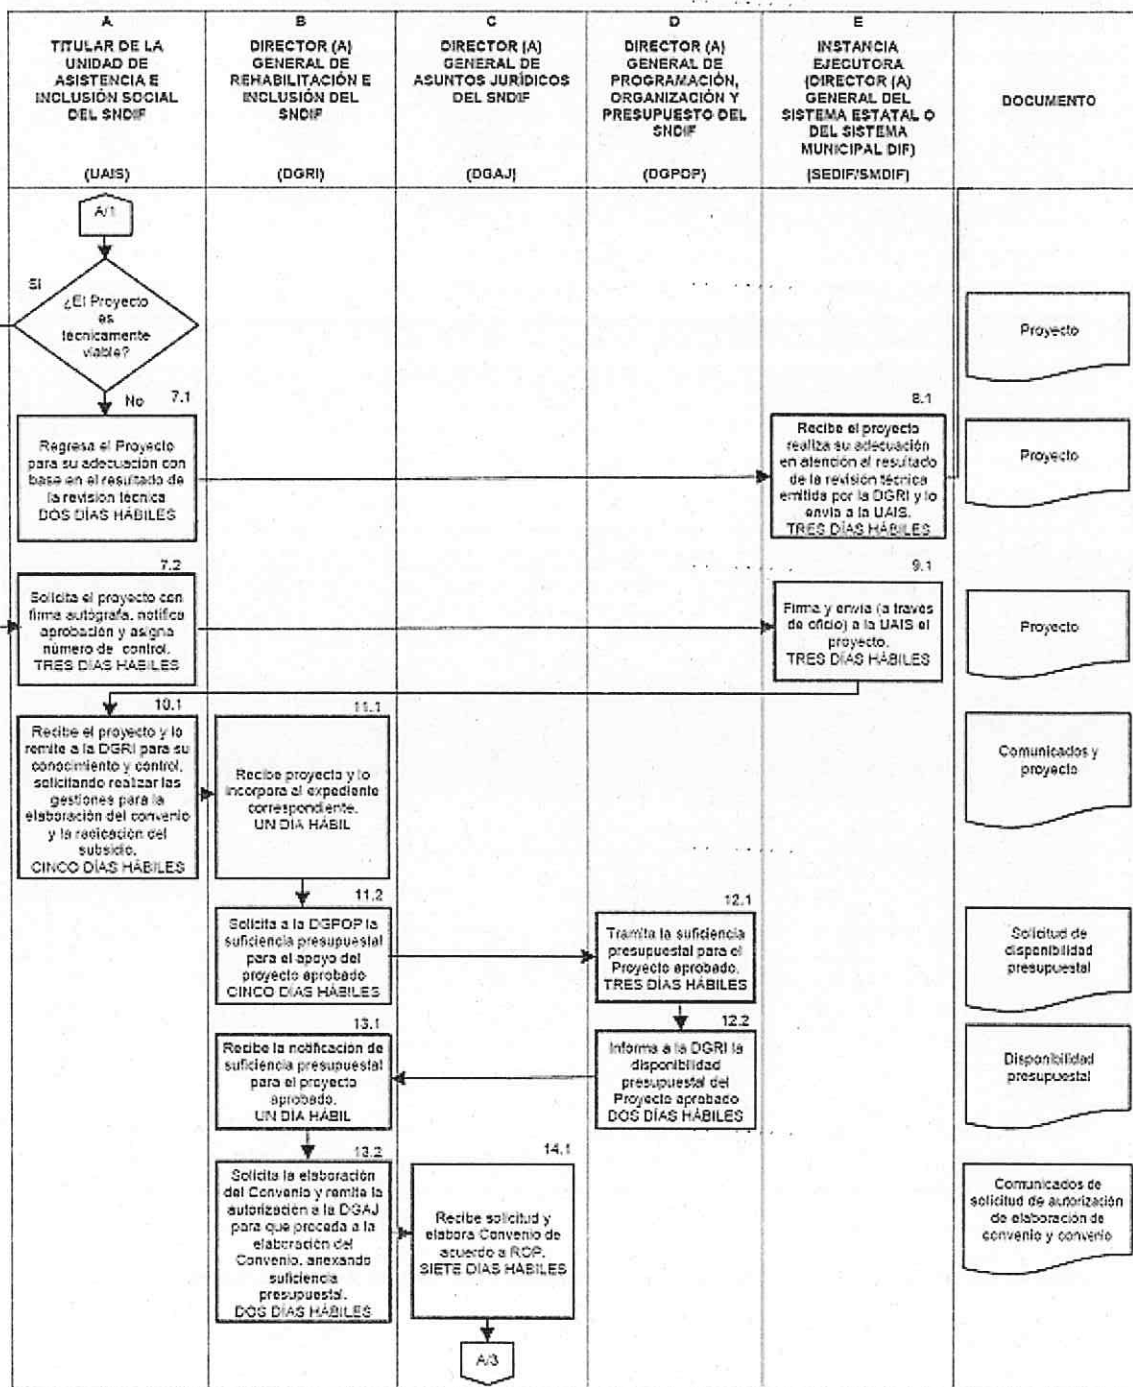 A
TITULAR DE LA
UNIDAD DE
ASISTENCIA E
INCLUSIÓN SOCIAL
DEL SNDIF
(UAIS)
B
DIRECTOR (A)
GENERAL DE
REHABILITACIÓN E
INCLUSIÓN DEL
SNDIF
(DGRI)
C
DIRECTOR (A)
GENERAL DE
ASUNTOS JURÍDICOS
DEL SNDIF
(DGAJ)
D
DIRECTOR (A)
GENERAL DE
PROGRAMACIÓN,
ORGANIZACIÓN Y
PRESUPUESTO DEL
SNDIF
(DGPOP)
E
INSTANCIA
EJECUTORA
(DIRECTOR (A)
GENERAL DEL
SISTEMA ESTATAL O
DEL SISTEMA
MUNICIPAL DIF)
(SEDIF/SMDIF)
DOCUMENTO
A/1
Si
¿El Proyecto
es
técnicamente
viable?
Proyecto
No
7.1
Regresa el Proyecto
para su adecuación con
base en el resultado de
la revisión técnica
DOS DÍAS HÁBILES
8.1
Recibe el proyecto
realiza su adecuación
en atención al resultado
de la revisión técnica
emitida por la DGRI y lo
envía a la UAIS.
TRES DÍAS HÁBILES
Proyecto
7.2
Solicita el proyecto con
firma autógrafa, notifica
aprobación y asigna
número de control.
TRES DÍAS HÁBILES
9.1
Firma y envía (a través
de oficio) a la UAIS el
proyecto.
TRES DÍAS HÁBILES
Proyecto
10.1
Recibe el proyecto y lo
remite a la DGRI para su
conocimiento y control,
solicitando realizar las
gestiones para la
elaboración del convenio
y la radicación del
subsidio.
CINCO DÍAS HÁBILES
11.1
Recibe proyecto y lo
incorpora al expediente
correspondiente.
UN DIA HÁBIL
Comunicados y
proyecto
11.2
Solicita a la DGPOP la
suficiencia presupuestal
para el apoyo del
proyecto aprobado
CINCO DÍAS HÁBILES
12.1
Tramita la suficiencia
presupuestal para el
Proyecto aprobado.
TRES DÍAS HÁBILES
Solicitud de
disponibilidad
presupuestal
13.1
Recibe la notificación de
suficiencia presupuestal
para el proyecto
aprobado.
UN DIA HÁBIL
12.2
Informa a la DGRI la
disponibilidad
presupuestal del
Proyecto aprobado
DOS DÍAS HÁBILES
Disponibilidad
presupuestal
13.2
Solicita la elaboración
del Convenio y remite la
autorización a la DGAJ
para que proceda a la
elaboración del
Convenio, anexando
suficiencia
presupuestal.
DOS DÍAS HÁBILES
14.1
Recibe solicitud y
elabora Convenio de
acuerdo a ROP.
SIETE DÍAS HÁBILES
Comunicados de
solicitud de autorización
de elaboración de
convenio y convenio
A/3